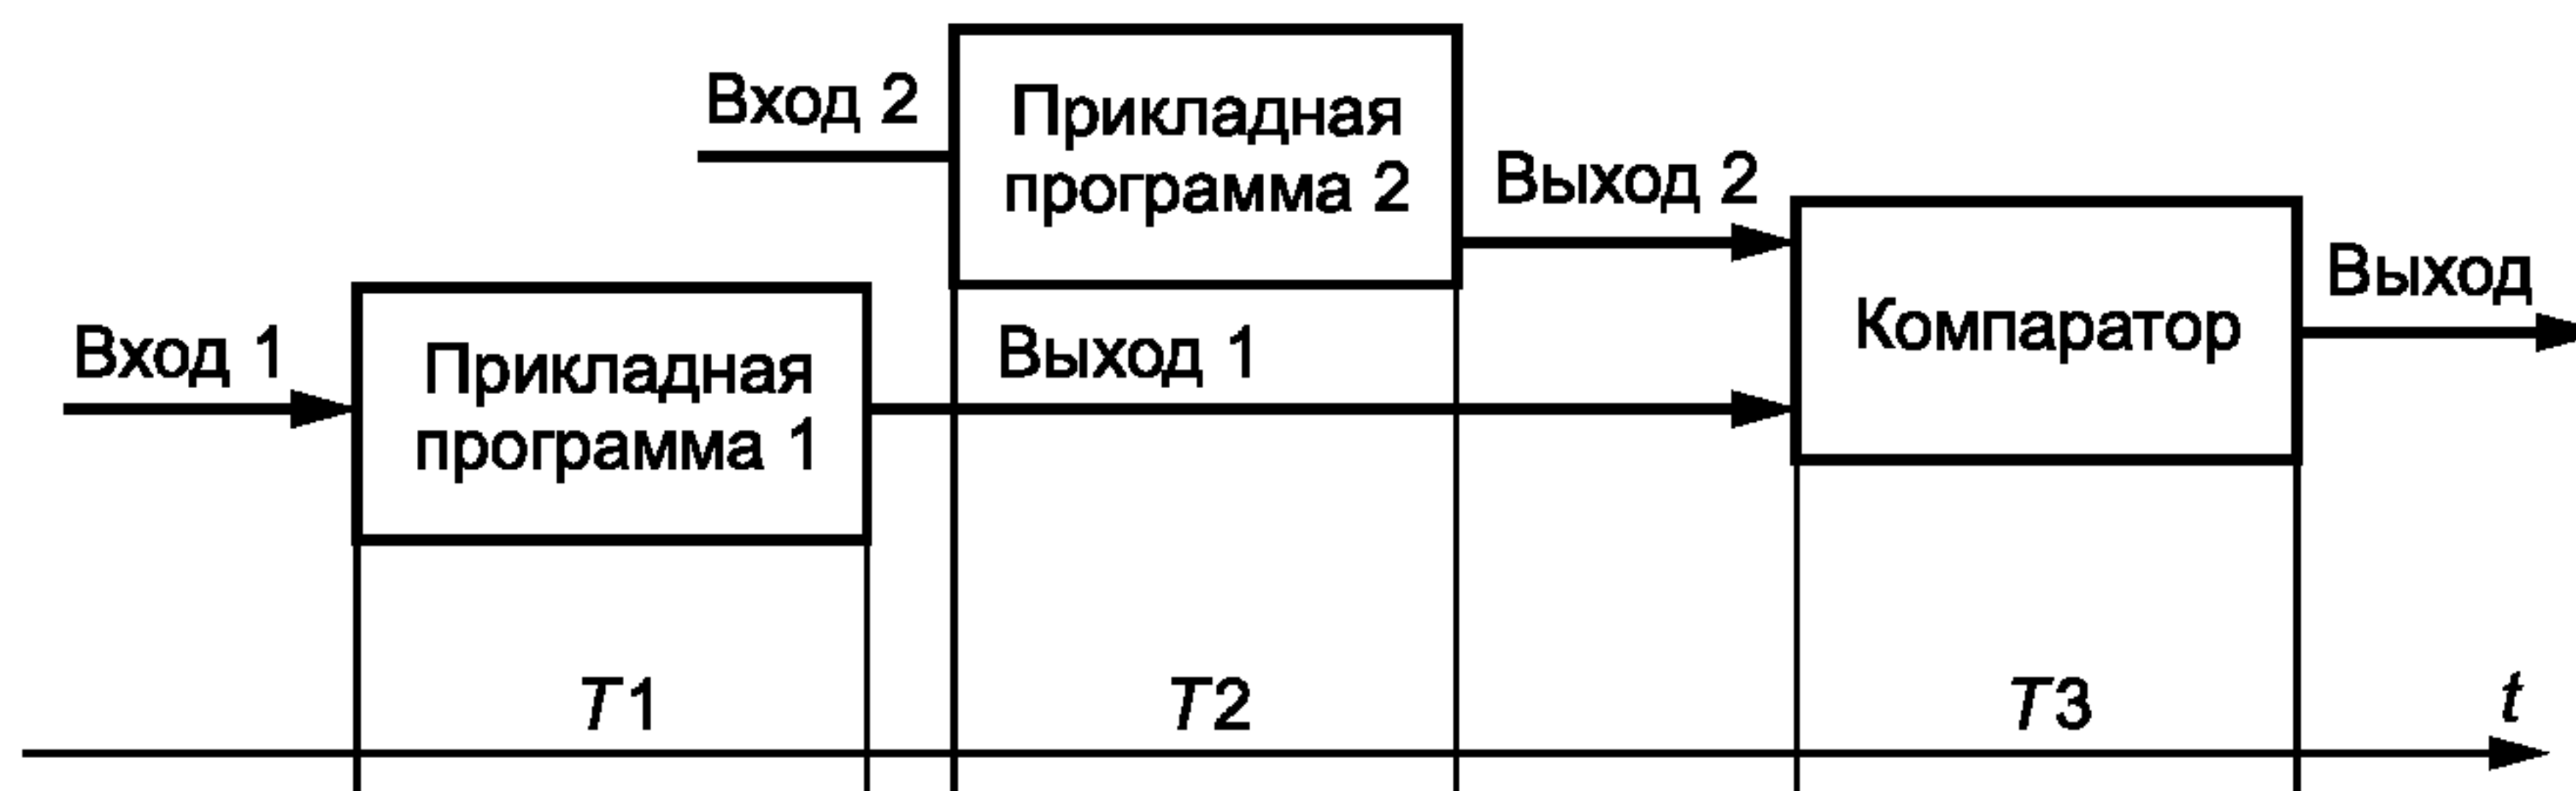 Вход 2
Прикладная
программа 2
Выход 2
Выход
Вход 1
Прикладная
программа 1
Выход 1
Компаратор
T1
T2
T3
t